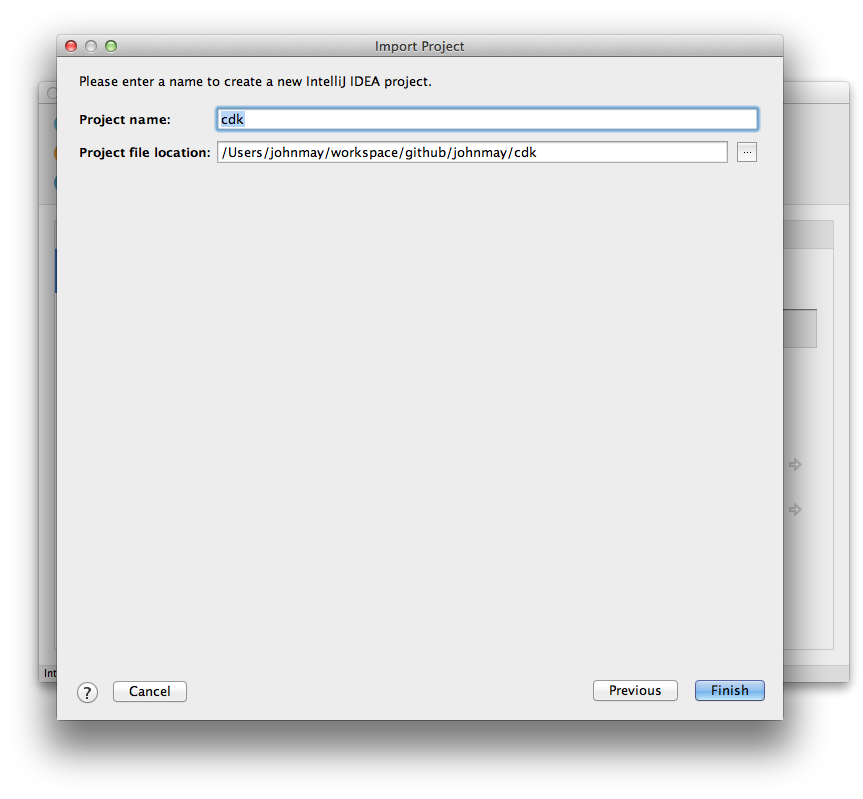 Import Project
Please enter a name to create a new IntelliJ IDEA project.
Project name: cdk
Project file location: /Users/johnmay/workspace/github/johnmay/cdk ...
Int
? Cancel Previous Finish